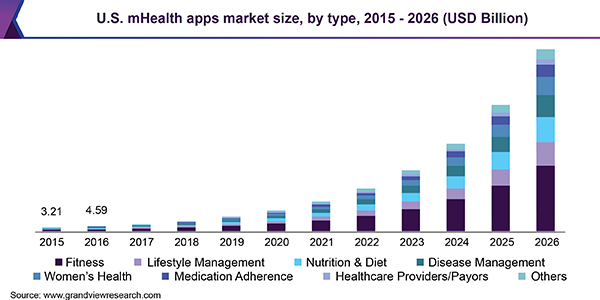 U.S. mHealth apps market size, by type, 2015 - 2026 (USD Billion)
3.21 4.59
2015 2016 2017 2018 2019 2020 2021 2022 2023 2024 2025 2026
Fitness Lifestyle Management Nutrition & Diet Disease Management
Women's Health Medication Adherence Healthcare Providers/Payors Others
Source: www.grandviewresearch.com